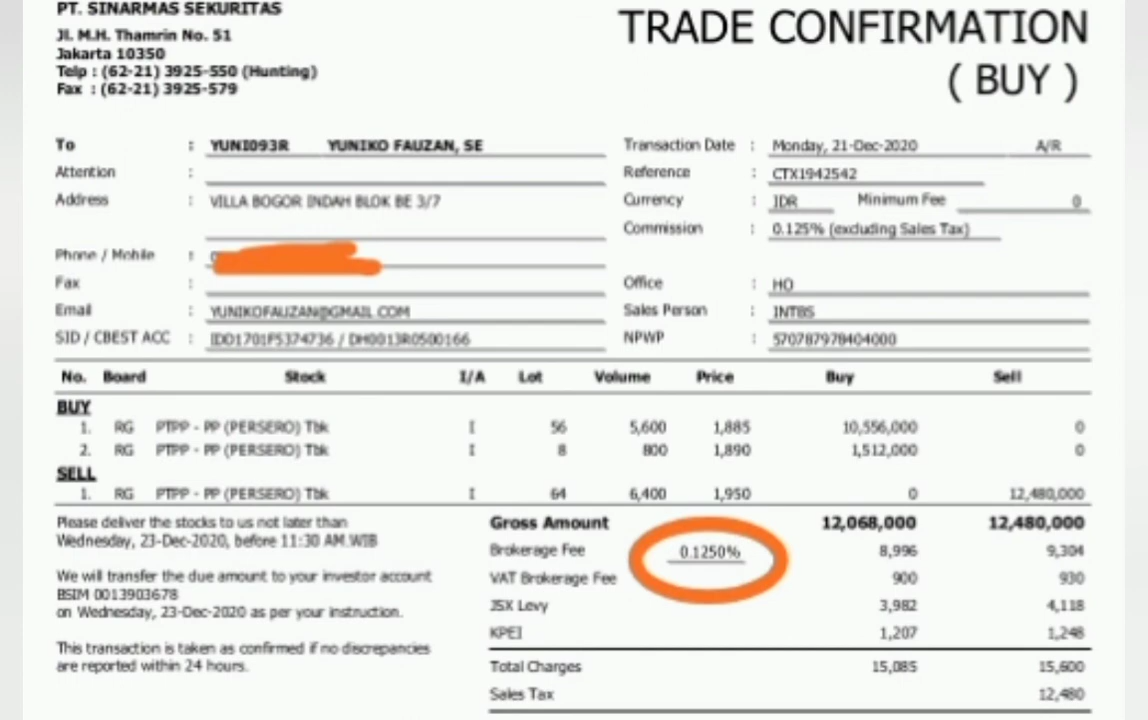 PT. SINARMAS SEKURITAS
Jl. M.H. Thamrin No. 51
Jakarta 10350
Telp : (62-21) 3925-550 (Hunting)
Fax : (62-21) 3925-579
TRADE CONFIRMATION
( BUY )
To : YUNI093R YUNIKO FAUZAN, SE
Attention :
Address : VILLA BOGOR INDAH BLOK BE 3/7
Phone / Mobile :
Fax :
Email : YUNIKOFAUZAN@GMAIL.COM
SID / CBEST ACC : IDD1701F5374736 / DH0013R0500166
Transaction Date : Monday, 21-Dec-2020 A/R
Reference : CTX1942542
Currency : IDR Minimum Fee 0
Commission : 0.125% (excluding Sales Tax)
Office : HO
Sales Person : INTBS
NPWP : 570787978404000
No. Board Stock I/A Lot Volume Price Buy Sell
BUY
1. RG PTPP - PP (PERSERO) Tbk I 56 5,600 1,885 10,556,000 0
2. RG PTPP - PP (PERSERO) Tbk I 8 800 1,890 1,512,000 0
SELL
1. RG PTPP - PP (PERSERO) Tbk I 64 6,400 1,950 0 12,480,000
Please deliver the stocks to us not later than
Wednesday, 23-Dec-2020, before 11:30 AM.WIB
We will transfer the due amount to your investor account
BSIM 0013903678
on Wednesday, 23-Dec-2020 as per your instruction.
This transaction is taken as confirmed if no discrepancies
are reported within 24 hours.
Gross Amount 12,068,000 12,480,000
Brokerage Fee 0.1250% 8,996 9,304
VAT Brokerage Fee 900 930
JSX Levy 3,982 4,118
KPEI 1,207 1,248
Total Charges 15,085 15,600
Sales Tax 12,480